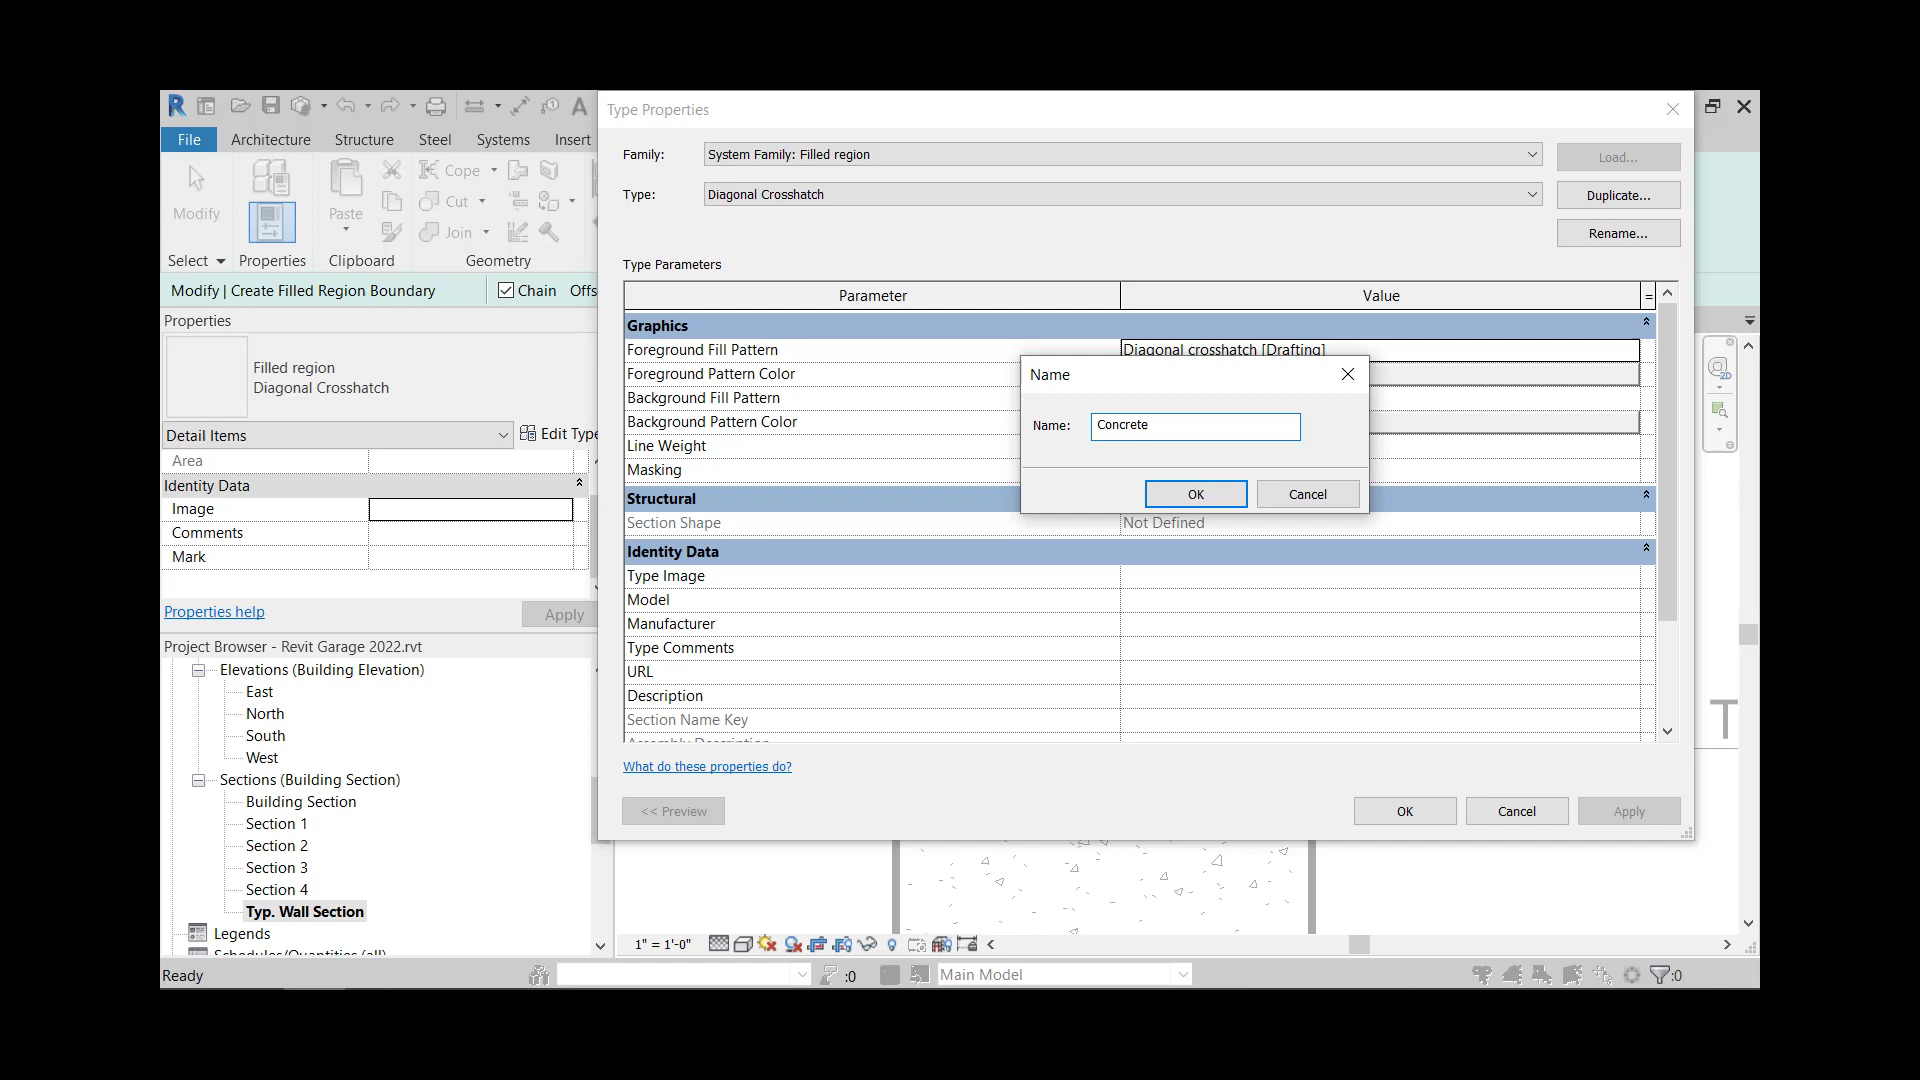 File Architecture Structure Steel Systems Insert
Modify
Paste
Cope
Cut
Join
Select Properties Clipboard Geometry
Modify | Create Filled Region Boundary Chain Offs
Properties
Filled region
Diagonal Crosshatch
Detail Items Edit Type
Area
Identity Data
Image
Comments
Mark
Properties help Apply
Project Browser - Revit Garage 2022.rvt
Elevations (Building Elevation)
East
North
South
West
Sections (Building Section)
Building Section
Section 1
Section 2
Section 3
Section 4
Typ. Wall Section
Legends
Schedules/Quantities (all)
Ready
Type Properties
Family: System Family: Filled region Load...
Type: Diagonal Crosshatch Duplicate...
Rename...
Type Parameters
Parameter Value =
Graphics
Foreground Fill Pattern Diagonal crosshatch [Drafting]
Foreground Pattern Color
Background Fill Pattern
Background Pattern Color
Line Weight
Masking
Structural
Section Shape Not Defined
Identity Data
Type Image
Model
Manufacturer
Type Comments
URL
Description
Section Name Key
Assembly Description
What do these properties do?
<< Preview OK Cancel Apply
Name
Name: Concrete
OK Cancel
2D
T
1" = 1'-0"
:0 Main Model :0